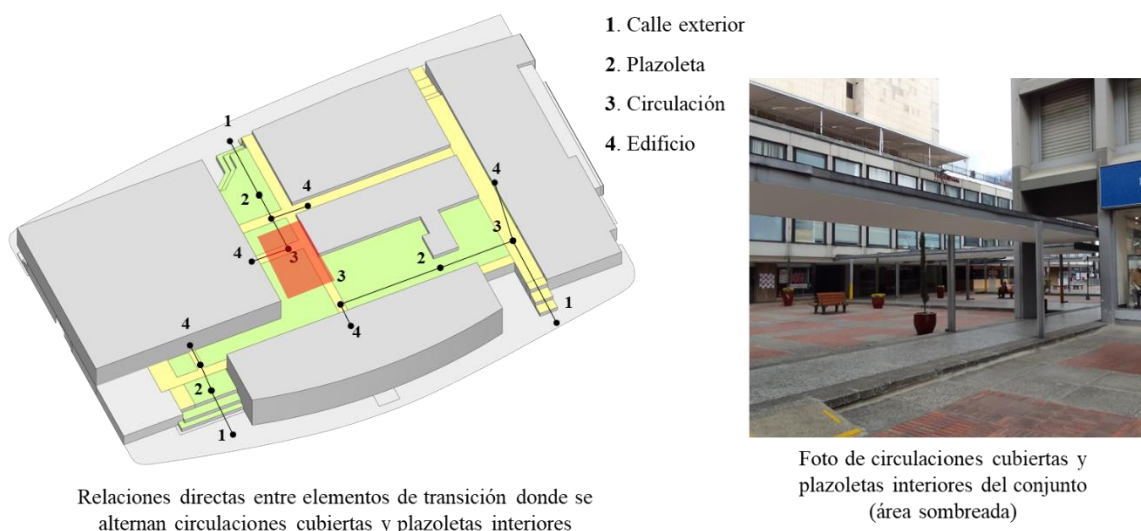 1. Calle exterior
2. Plazoleta
3. Circulación
4. Edificio
1
2
4
4
3
3
4
2
3
4
4
2
1
1
Relaciones directas entre elementos de transición donde se
alternan circulaciones cubiertas y plazoletas interiores
Foto de circulaciones cubiertas y
plazoletas interiores del conjunto
(área sombreada)